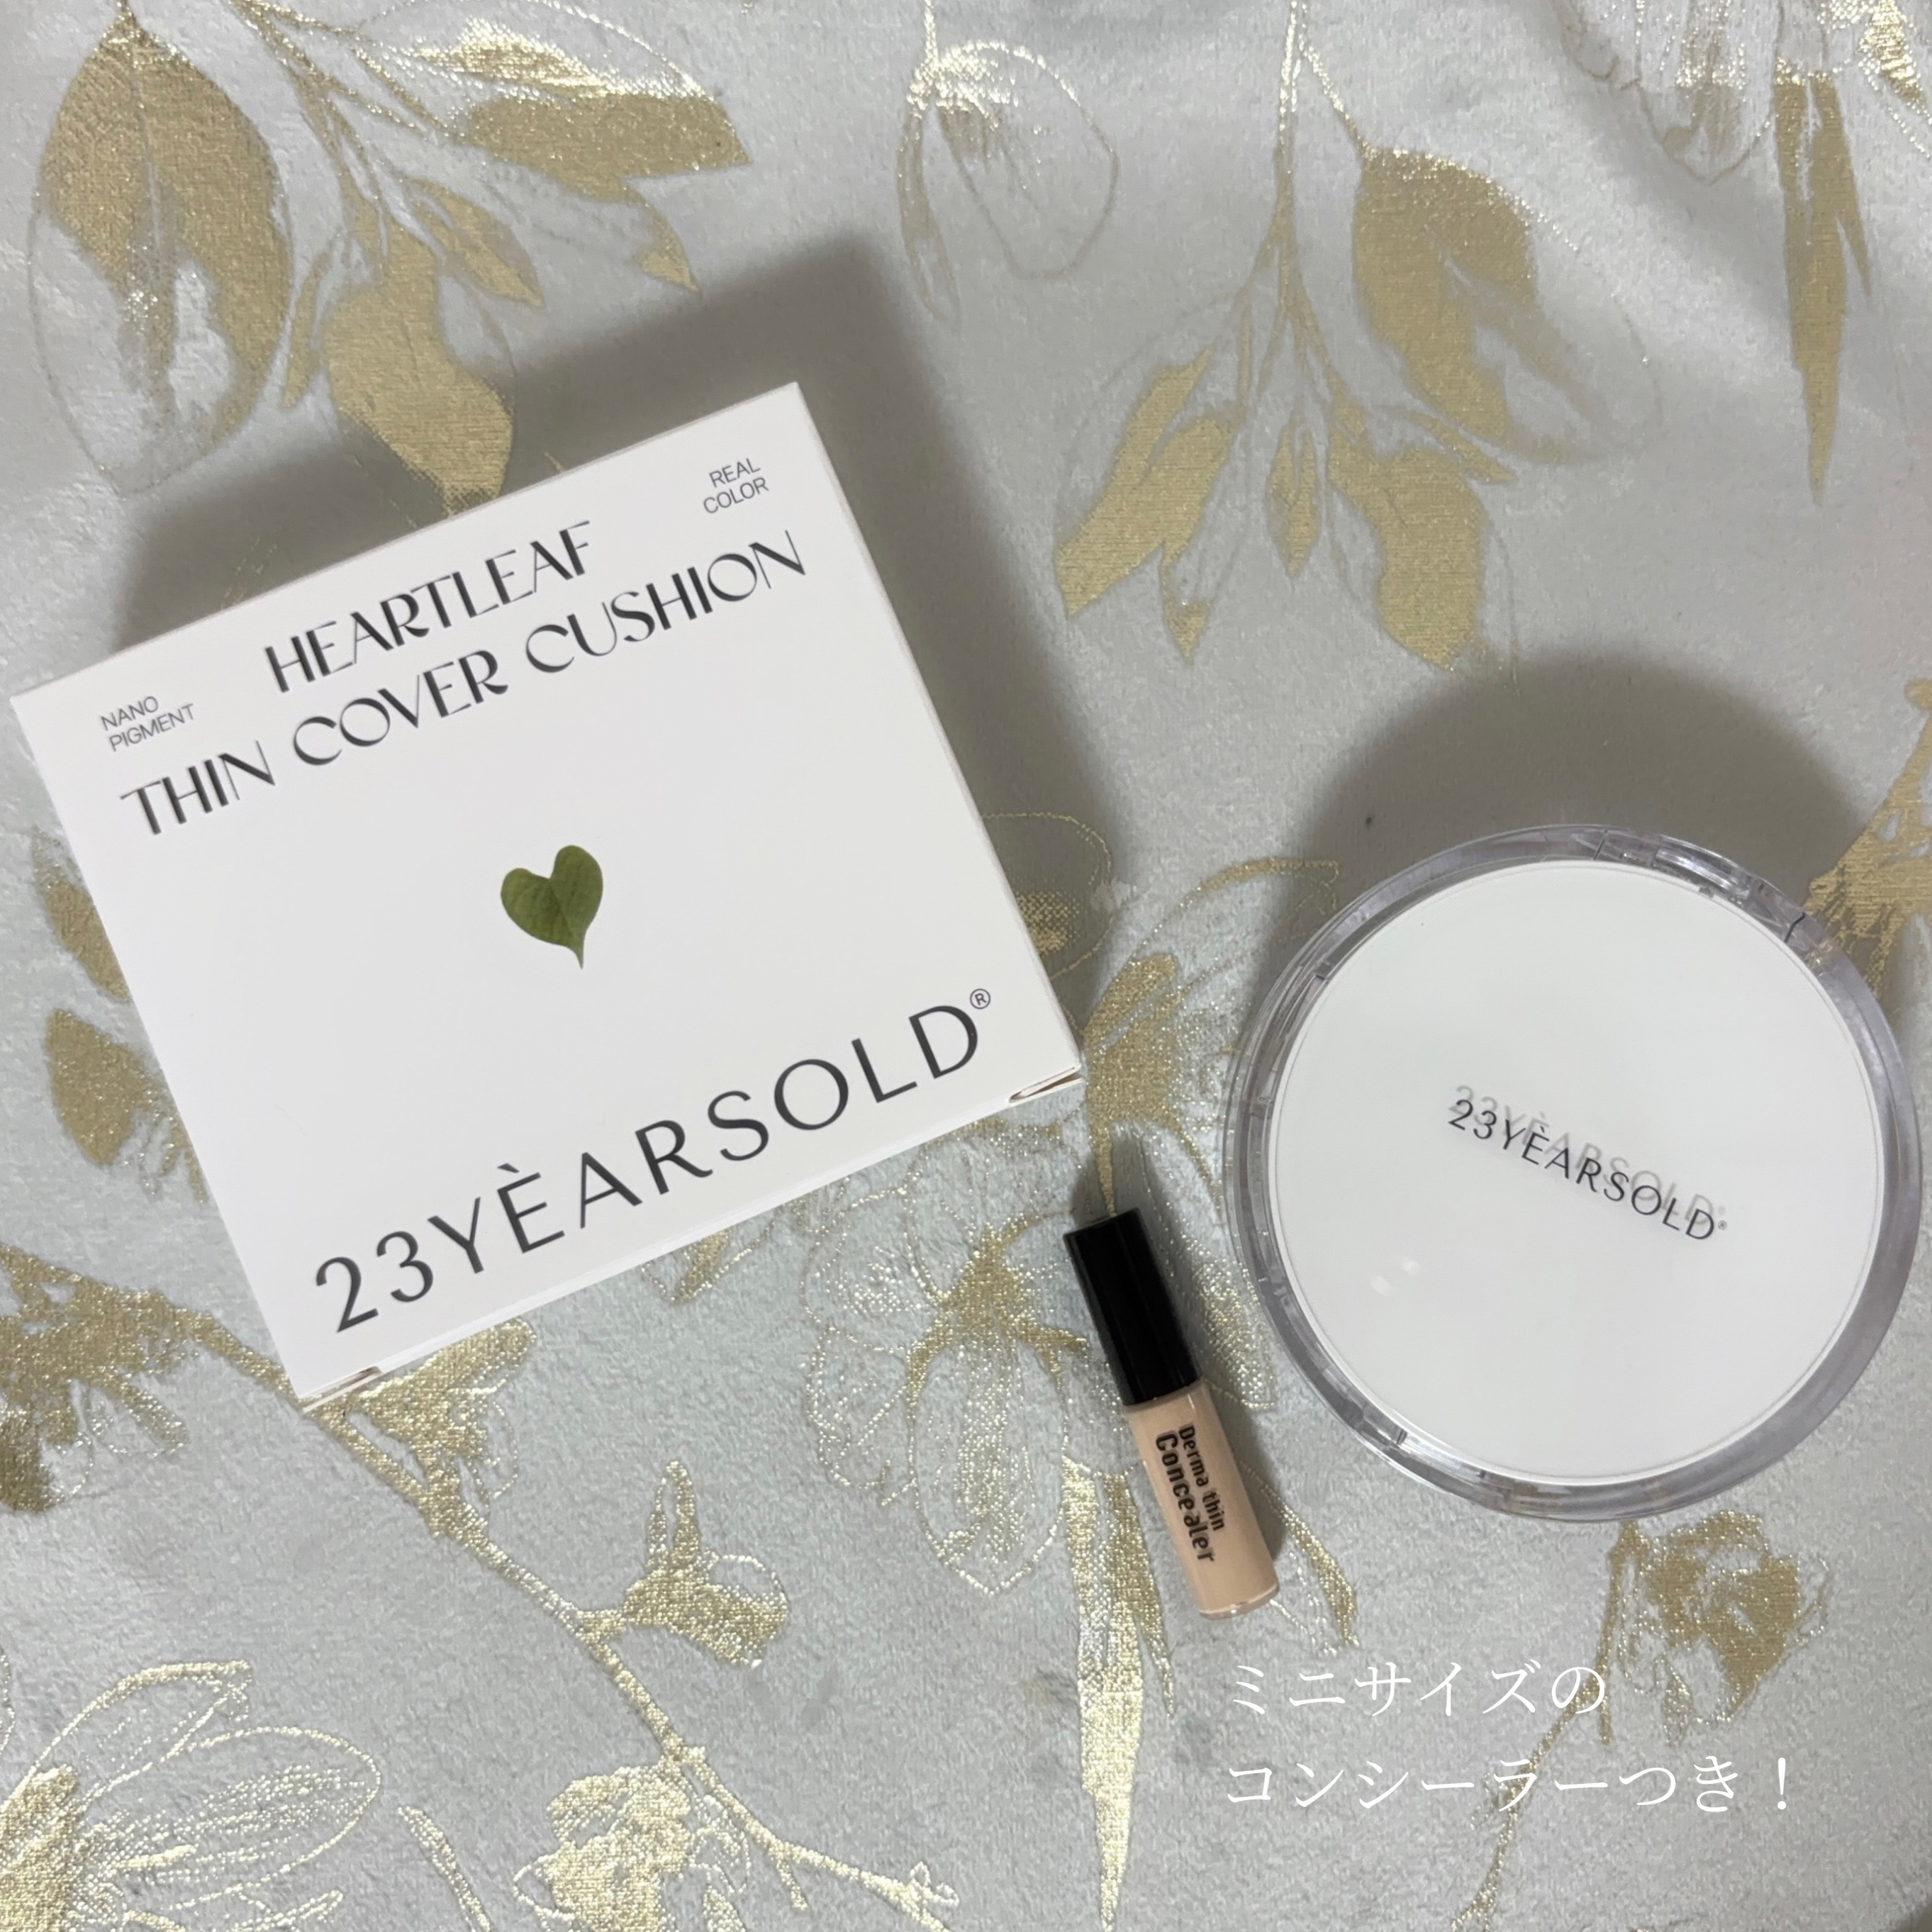 REAL
COLOR
HEARTLEAF
THIN COVER CUSHION
NANO
PIGMENT
23YÈARSOLD®
23YÈARSOLD®
Derma thin
Concealer
ミニサイズの
コンシーラーつき！